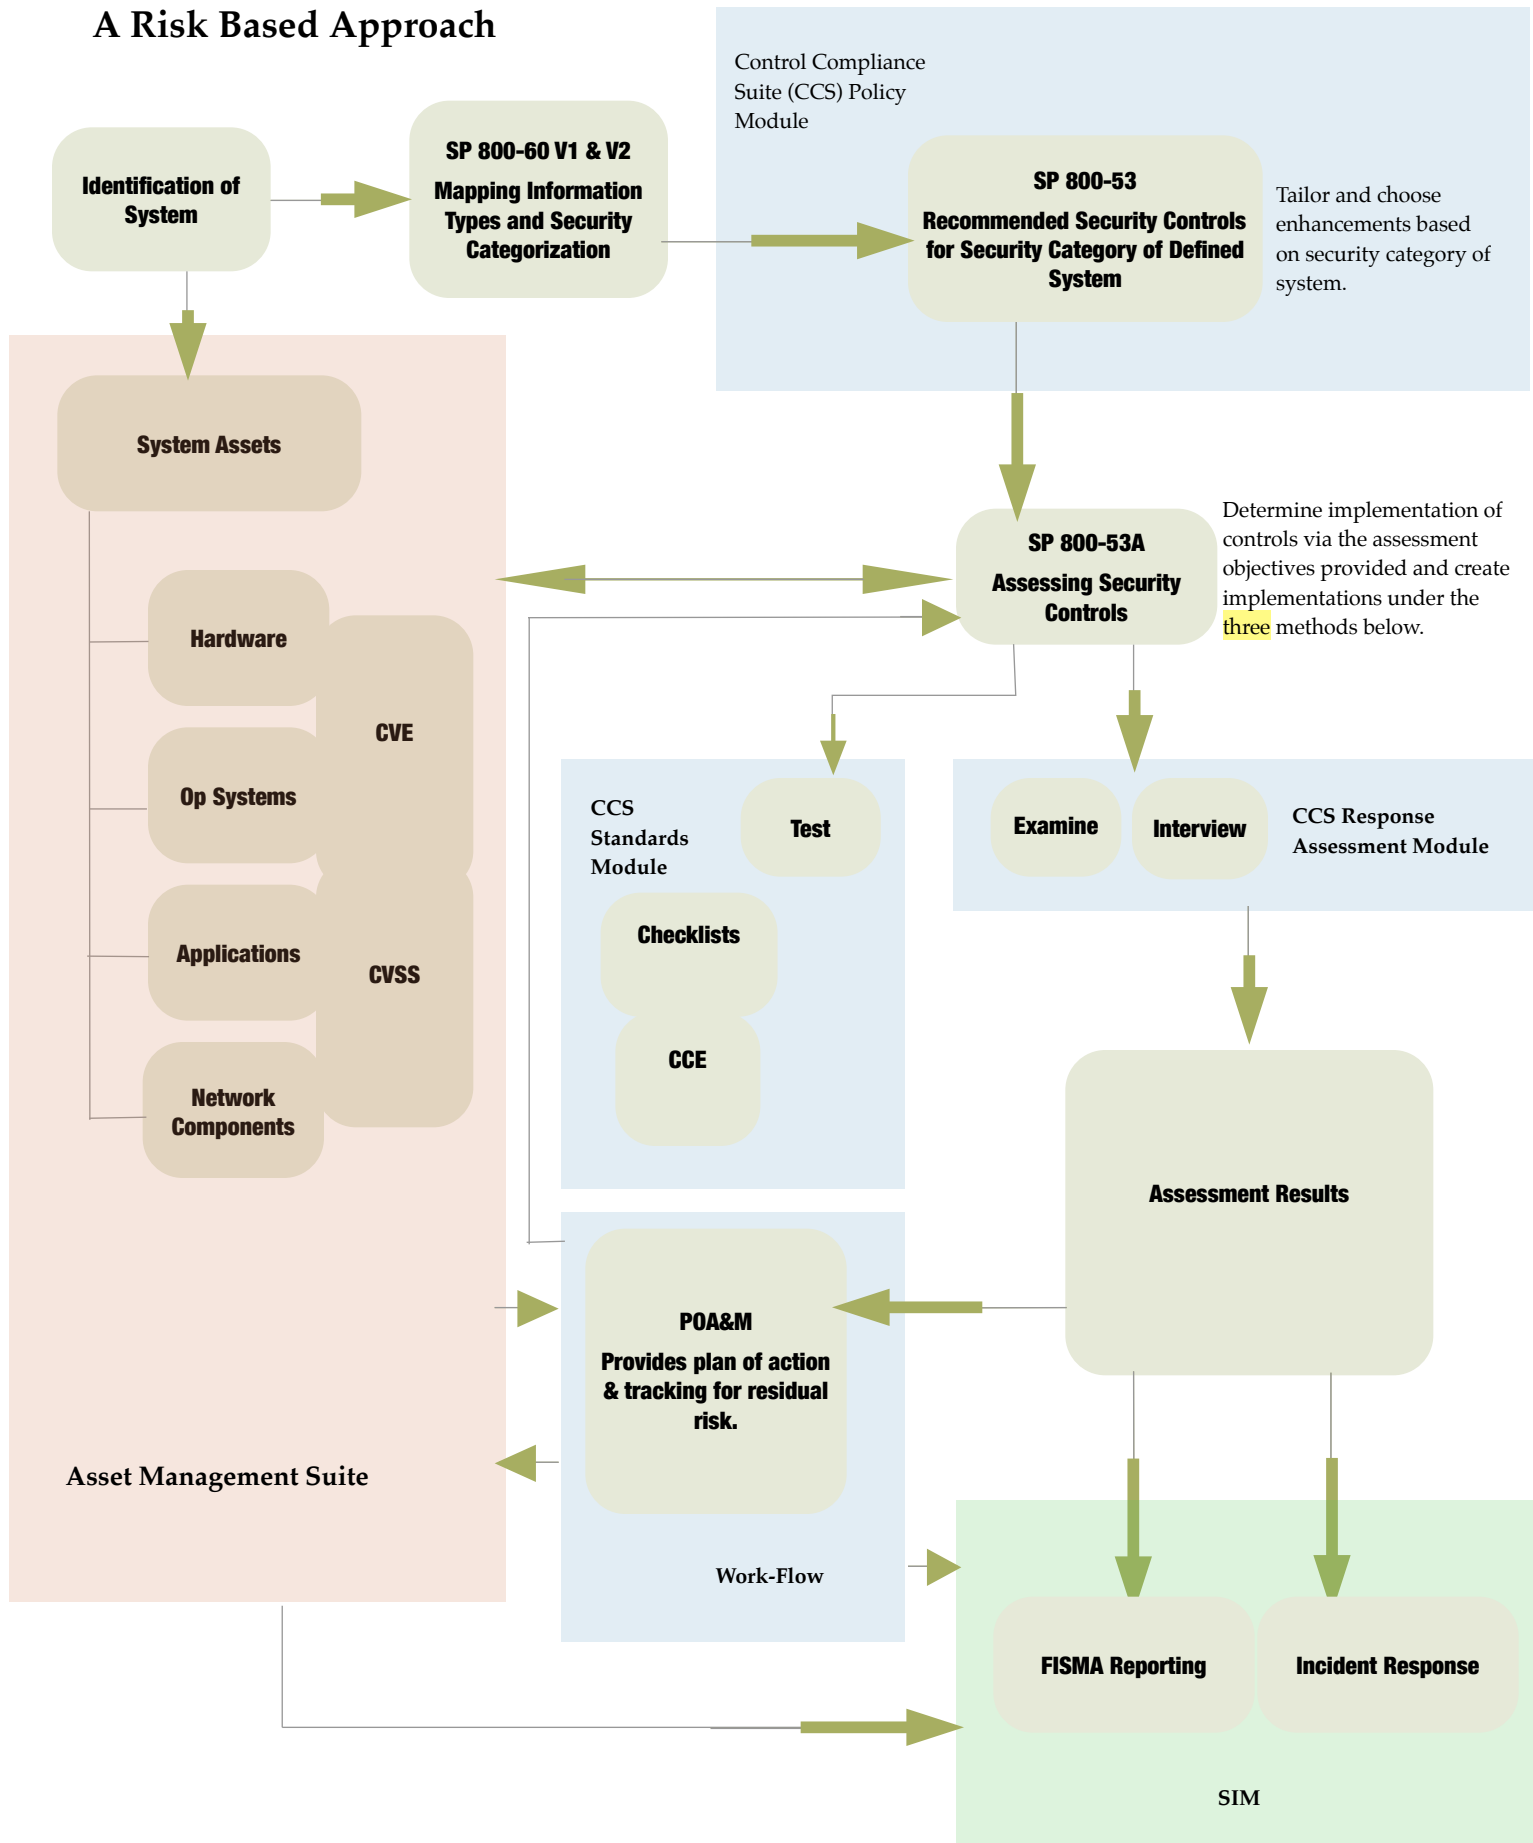 A Risk Based Approach
Control Compliance
Suite (CCS) Policy
Module
Identification of
System
SP 800-60 V1 & V2
Mapping Information
Types and Security
Categorization
SP 800-53
Recommended Security Controls
for Security Category of Defined
System
Tailor and choose
enhancements based
on security category of
system.
System Assets
SP 800-53A
Assessing Security
Controls
Determine implementation of
controls via the assessment
objectives provided and create
implementations under the
three methods below.
Hardware
CVE
Op Systems
Applications
CVSS
Network
Components
CCS
Standards
Module
Test
Checklists
CCE
Examine
Interview
CCS Response
Assessment Module
Assessment Results
POA&M
Provides plan of action
& tracking for residual
risk.
Asset Management Suite
Work-Flow
FISMA Reporting
Incident Response
SIM